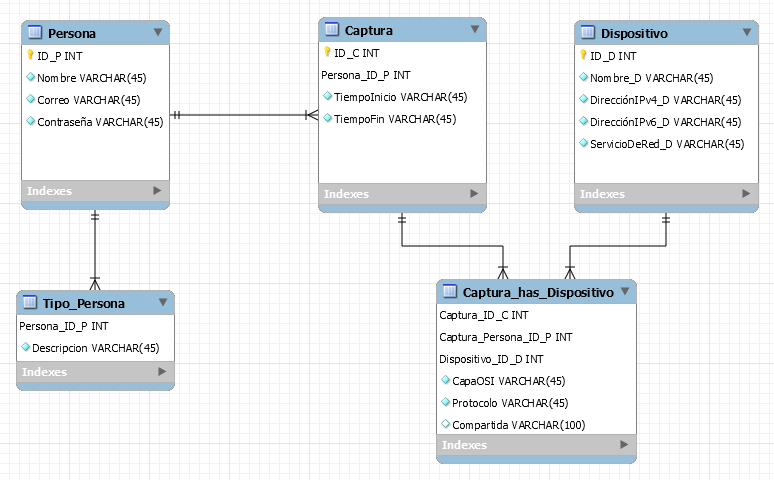 Persona
ID_P INT
Nombre VARCHAR(45)
Correo VARCHAR(45)
Contraseña VARCHAR(45)
Indexes
Captura
ID_C INT
Persona_ID_P INT
TiempoInicio VARCHAR(45)
TiempoFin VARCHAR(45)
Indexes
Dispositivo
ID_D INT
Nombre_D VARCHAR(45)
DirecciónIPv4_D VARCHAR(45)
DirecciónIPv6_D VARCHAR(45)
ServicioDeRed_D VARCHAR(45)
Indexes
Tipo_Persona
Persona_ID_P INT
Descripcion VARCHAR(45)
Indexes
Captura_has_Dispositivo
Captura_ID_C INT
Captura_Persona_ID_P INT
Dispositivo_ID_D INT
CapaOSI VARCHAR(45)
Protocolo VARCHAR(45)
Compartida VARCHAR(100)
Indexes